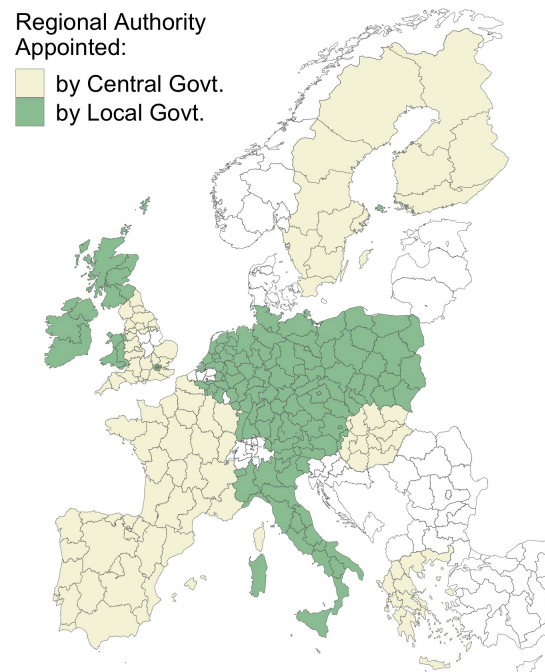 Regional Authority
Appointed:
by Central Govt.
by Local Govt.